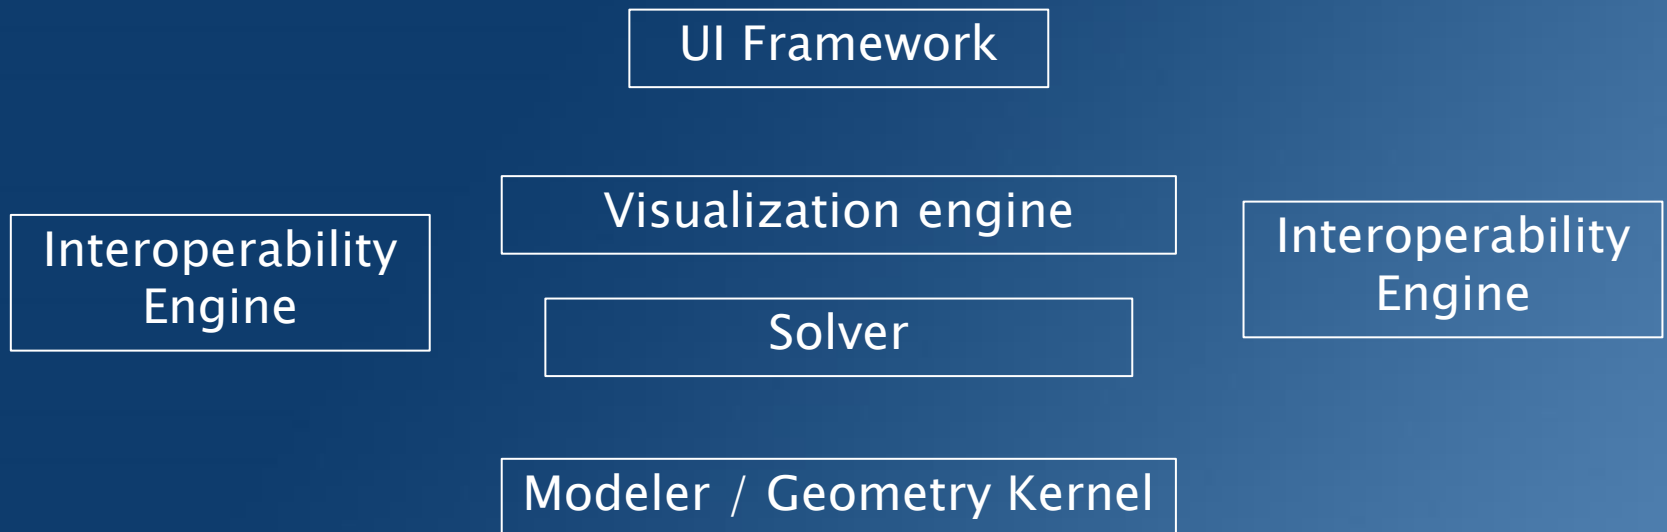 UI Framework
Visualization engine
Interoperability
Engine
Interoperability
Engine
Solver
Modeler / Geometry Kernel